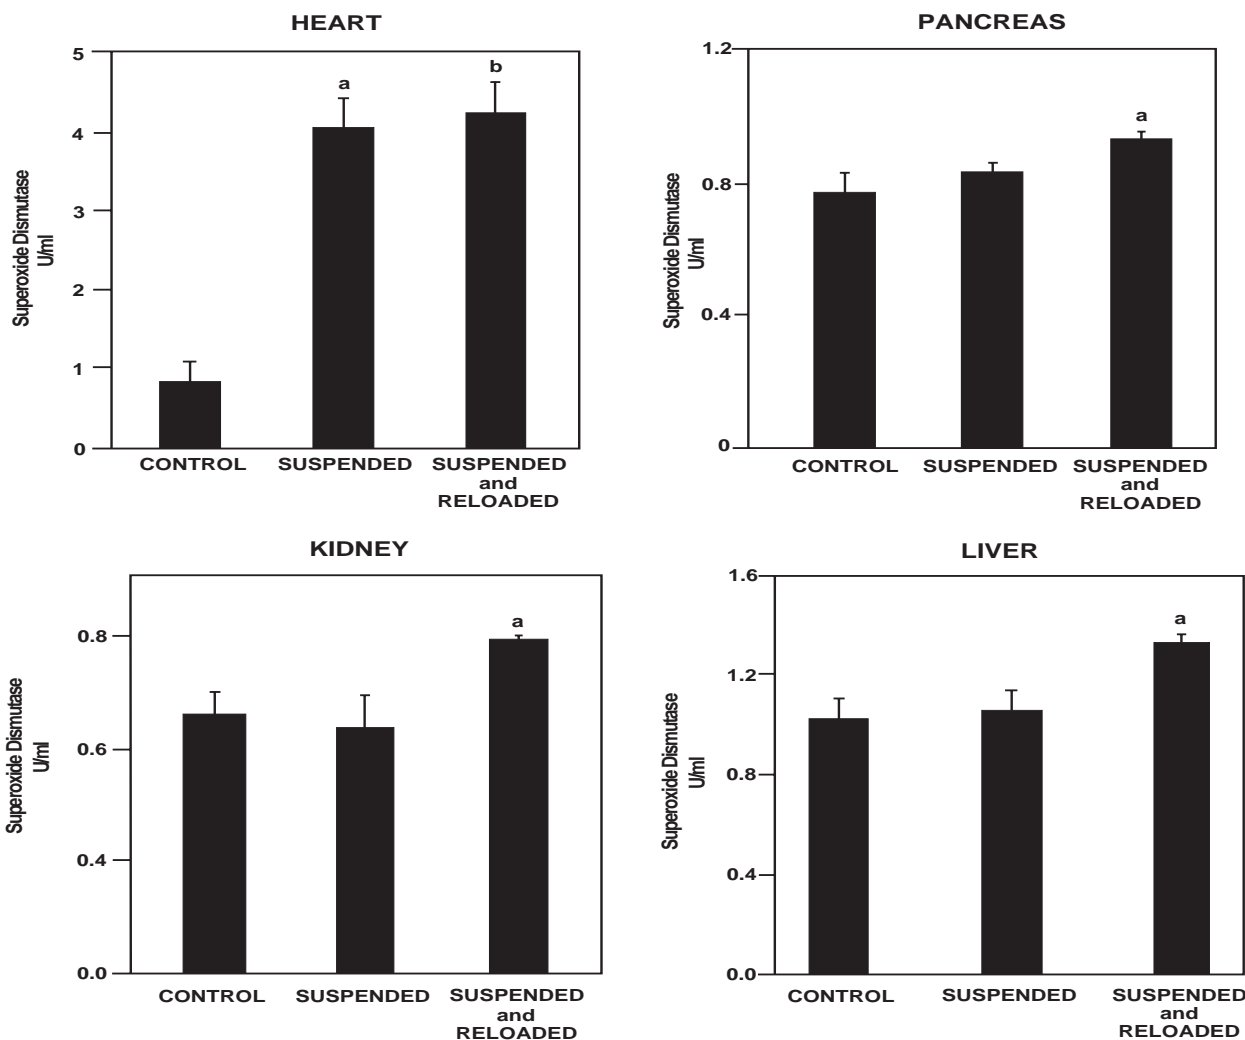 HEART
5
4
3
2
1
0
Superoxide Dismutase
U/ml
a
b
CONTROL
SUSPENDED
SUSPENDED
and
RELOADED
PANCREAS
1.2
0.8
0.4
0
Superoxide Dismutase
U/ml
a
CONTROL
SUSPENDED
SUSPENDED
and
RELOADED
KIDNEY
0.8
0.6
0.4
0.0
Superoxide Dismutase
U/ml
a
CONTROL
SUSPENDED
SUSPENDED
and
RELOADED
LIVER
1.6
1.2
0.8
0.4
0.0
Superoxide Dismutase
U/ml
a
CONTROL
SUSPENDED
SUSPENDED
and
RELOADED